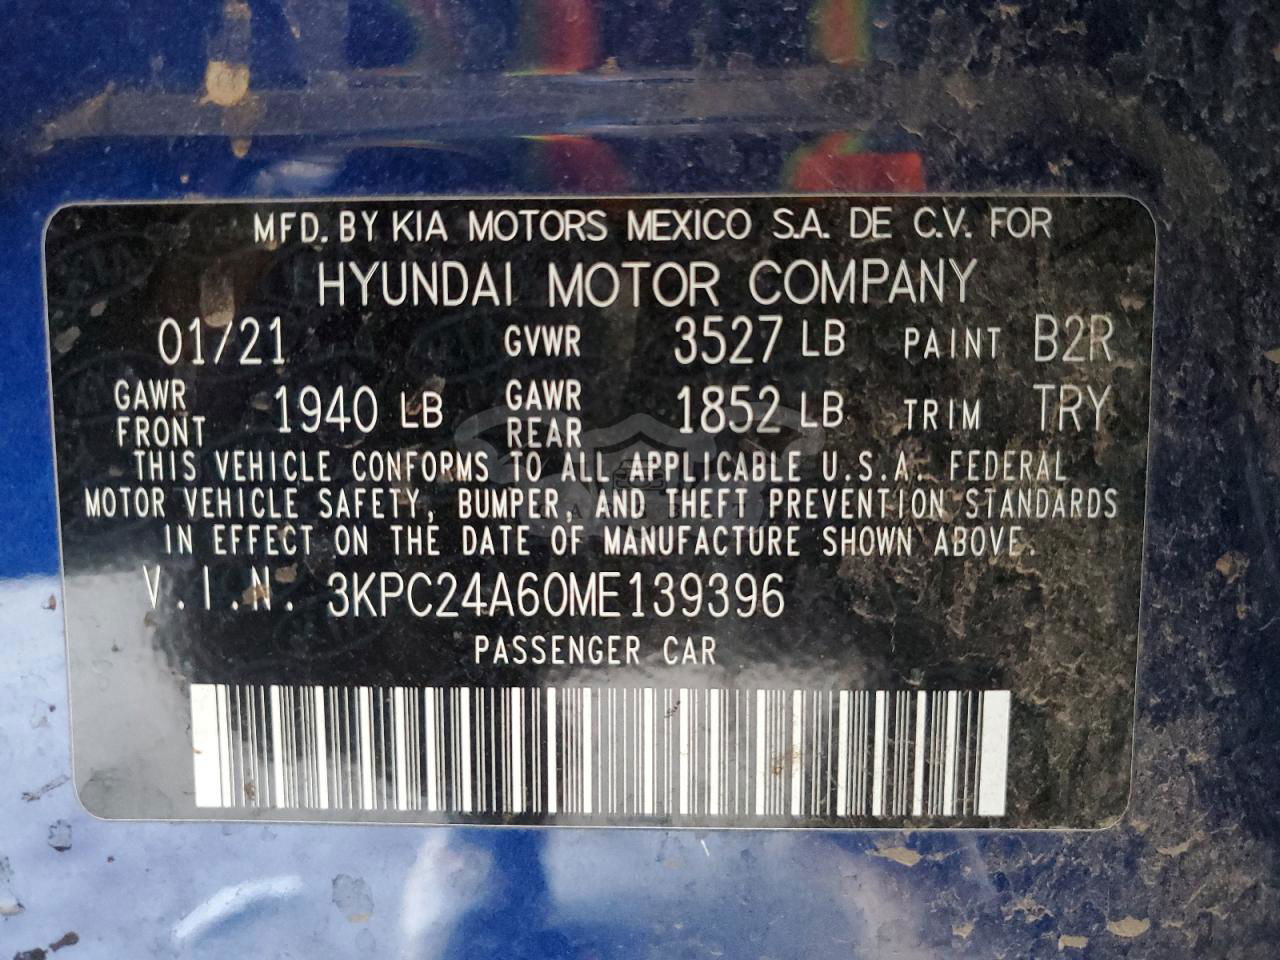 MFD. BY KIA MOTORS MEXICO S.A. DE C.V. FOR
HYUNDAI MOTOR COMPANY
01/21 GVWR 3527 LB PAINT B2R
GAWR FRONT 1940 LB GAWR REAR 1852 LB TRIM TRY
THIS VEHICLE CONFORMS TO ALL APPLICABLE U.S.A. FEDERAL
MOTOR VEHICLE SAFETY, BUMPER, AND THEFT PREVENTION STANDARDS
IN EFFECT ON THE DATE OF MANUFACTURE SHOWN ABOVE.
V.I.N. 3KPC24A60ME139396
PASSENGER CAR